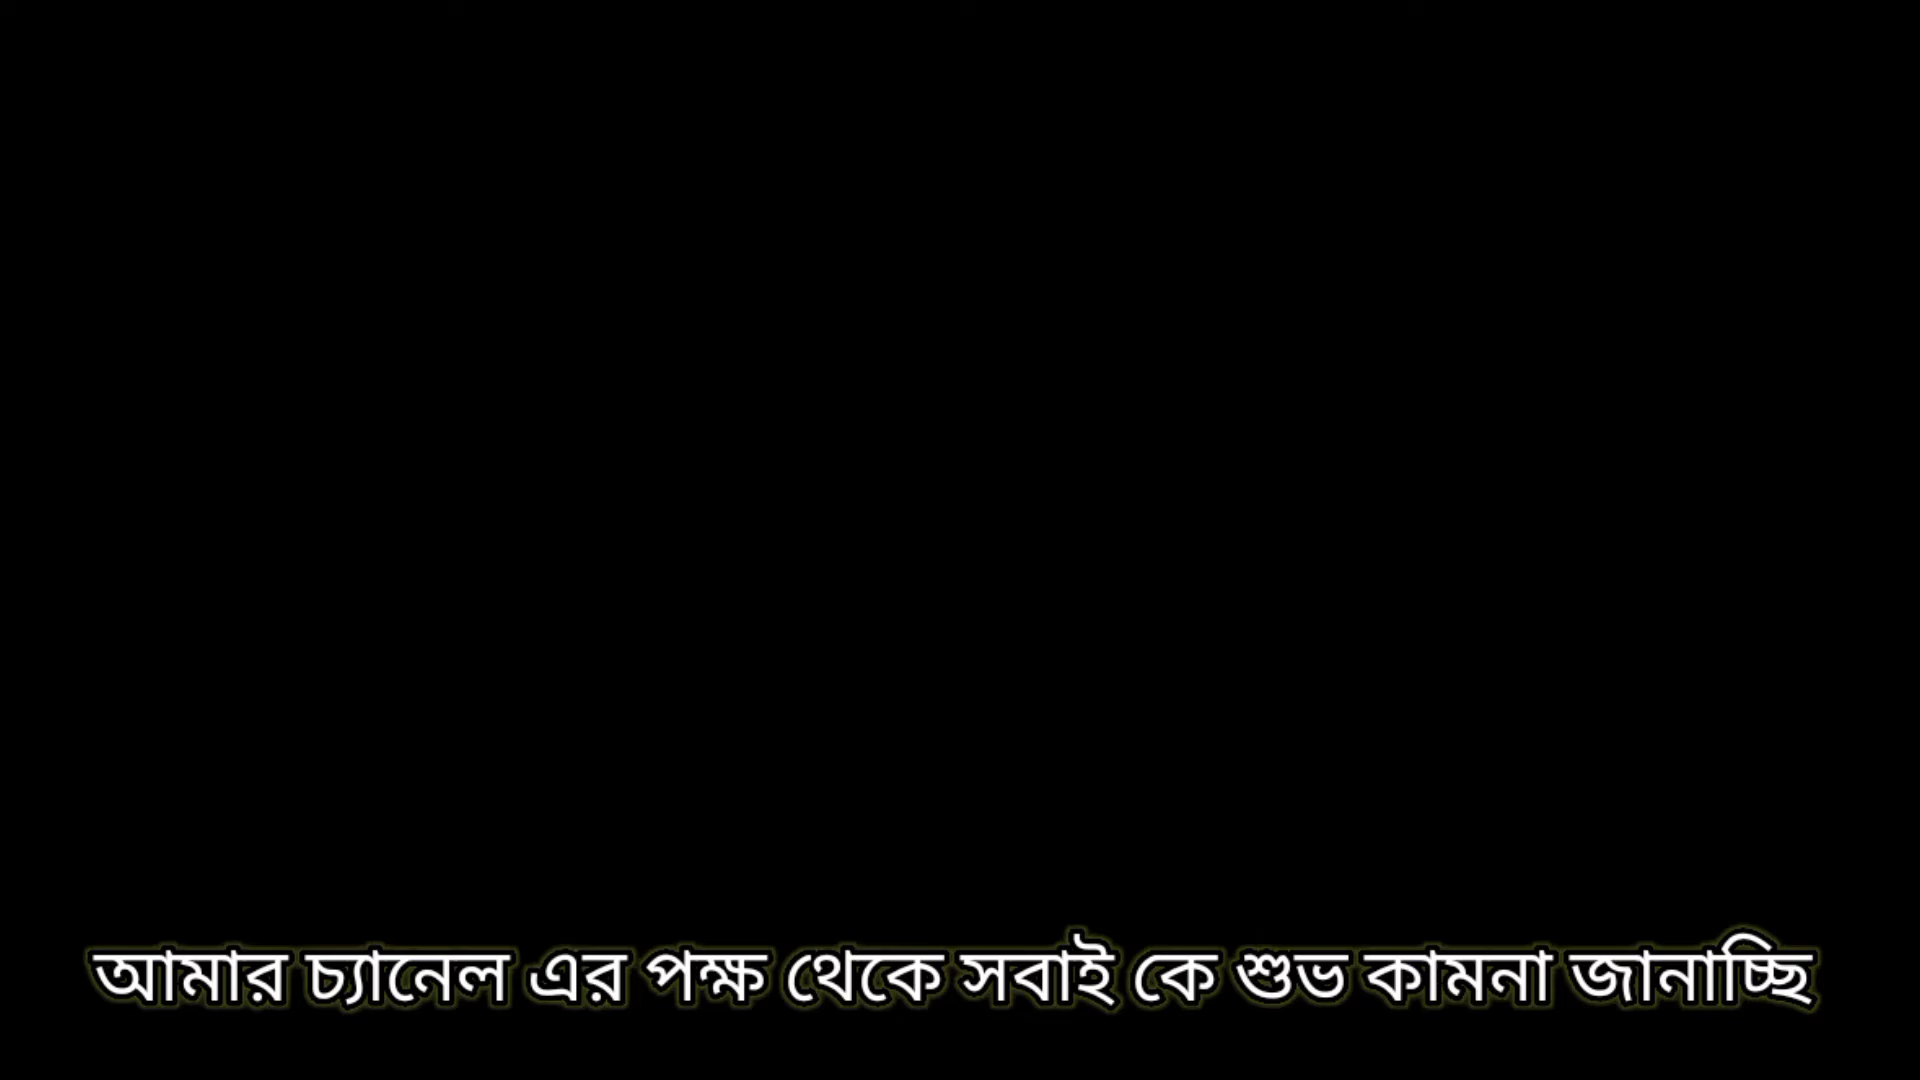 আমার চ্যানেল এর পক্ষ থেকে সবাই কে শুভ কামনা জানাচ্ছি